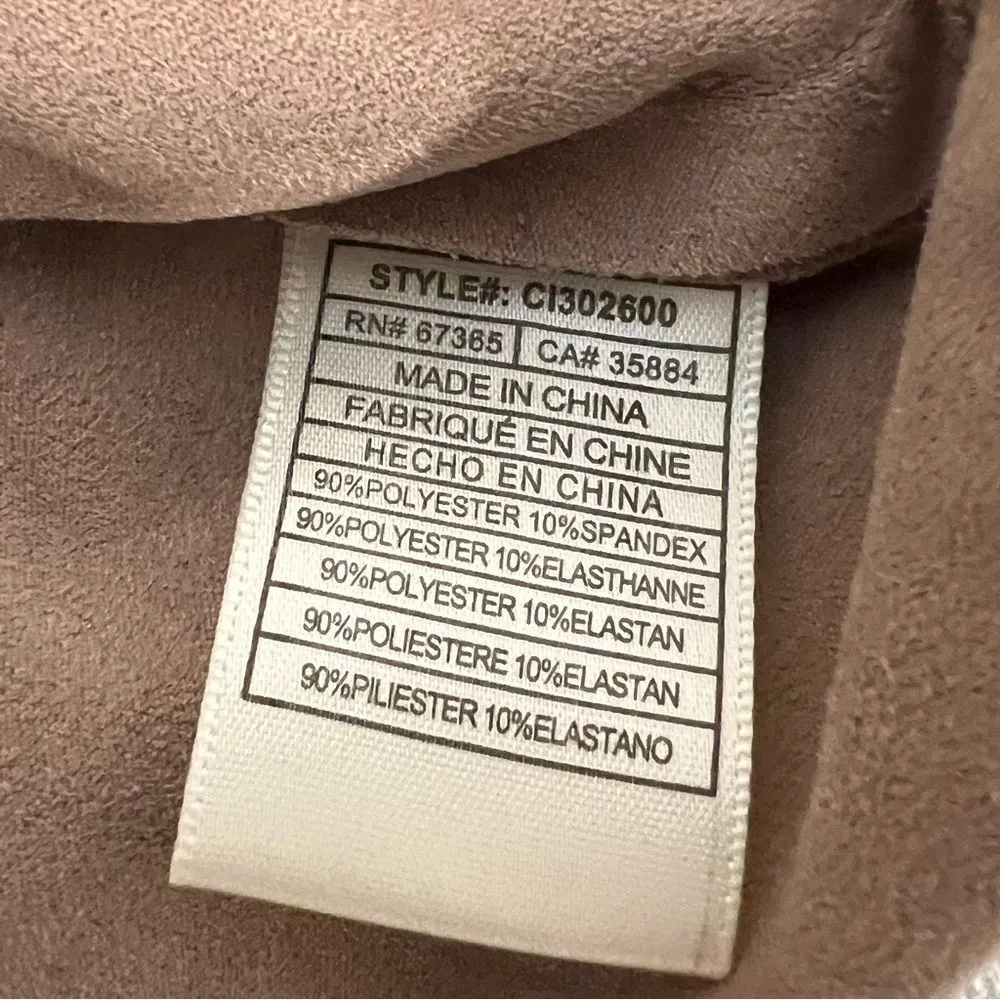 STYLE#: CI302600
RN# 67365 CA# 35884
MADE IN CHINA
FABRIQUÉ EN CHINE
HECHO EN CHINA
90%POLYESTER 10%SPANDEX
90%POLYESTER 10%ELASTHANNE
90%POLYESTER 10%ELASTAN
90%POLIESTERE 10%ELASTAN
90%PILIESTER 10%ELASTANO